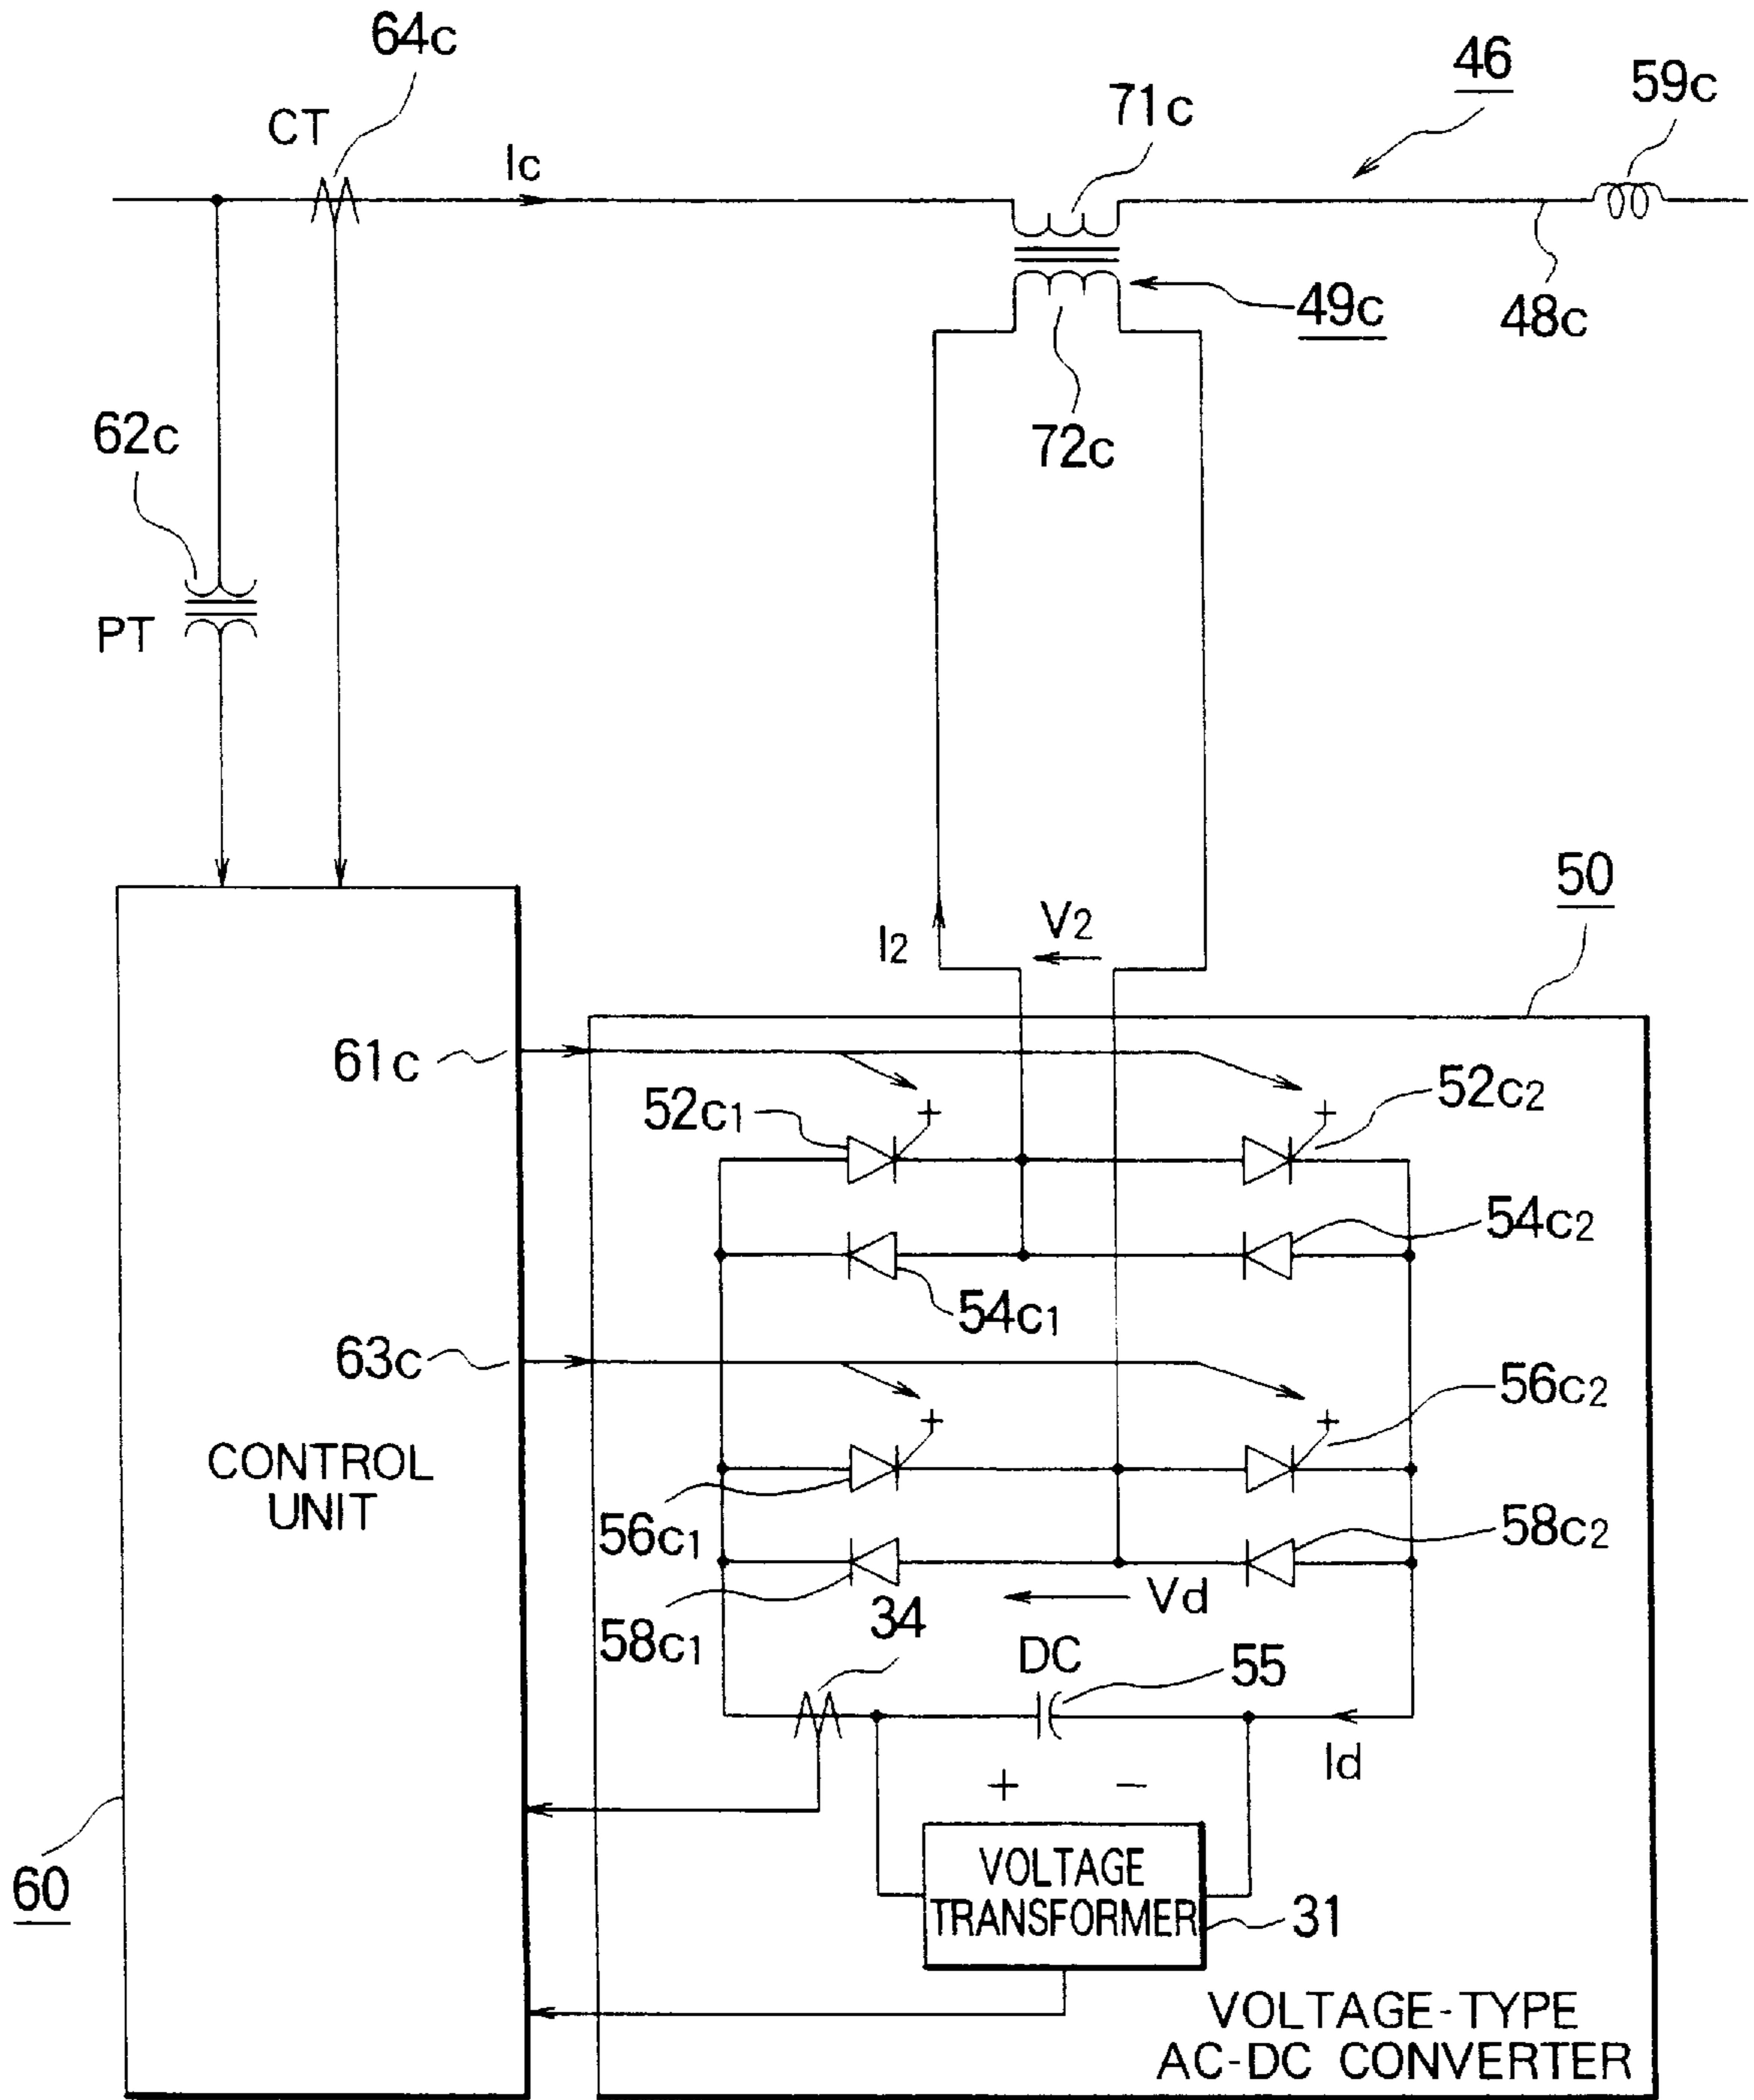 64c
46
59c
71c
CT
Ic
49c
48c
62c
72c
PT
50
V2
I2
61c
52c1
+
+
52c2
54c2
54c1
63c
56c2
+
+
CONTROL
UNIT
56c1
58c2
Vd
34
58c1
DC
55
Id
+
−
60
VOLTAGE
TRANSFORMER
31
VOLTAGE-TYPE
AC-DC CONVERTER